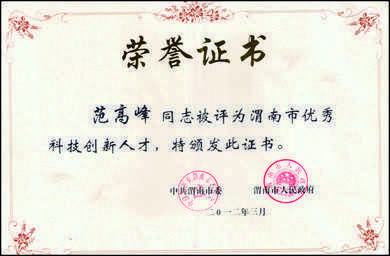 荣誉证书
范高峰 同志被评为渭南市优秀
科技创新人才，特颁发此证书。
中共渭南市委 渭南市人民政府
二〇一二年三月